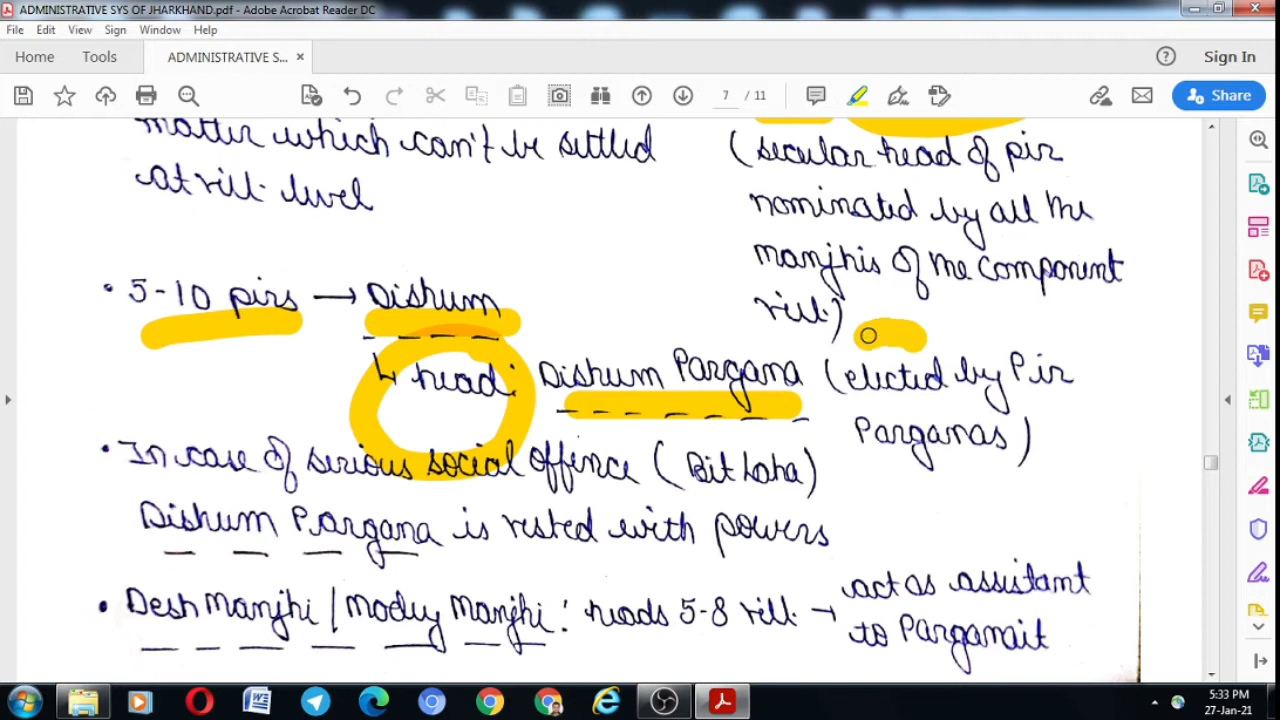 ADMINISTRATIVE SYS OF JHARKHAND.pdf - Adobe Acrobat Reader DC
File Edit View Sign Window Help
Home Tools ADMINISTRATIVE S... × Sign In
7 / 11 Share
matter which can't be settled
at vill. level
(secular head of pir
nominated by all the
manjhis of the component
vill.)
• 5-10 pirs → Dishum
↳ head: Dishum Pargana (elected by Pir
Parganas)
• In case of serious social offence (Bit Laha)
Dishum Pargana is vested with powers
• Desh Manjhi / Moduy Manjhi: heads 5-8 vill. → act as assistant
to Parganait
5:33 PM
27-Jan-21